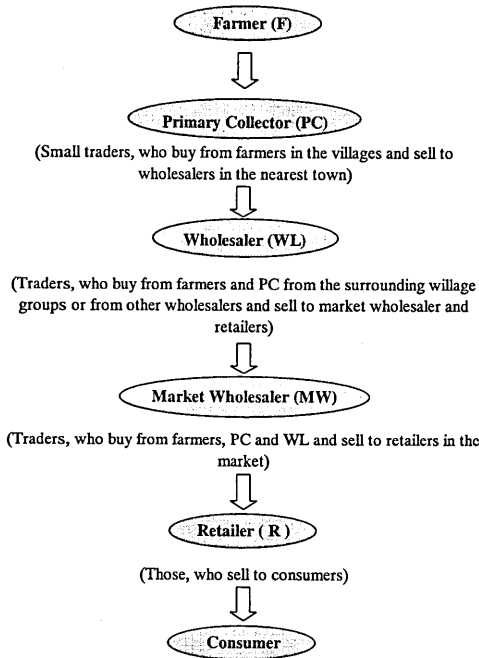 Farmer (F)
Primary Collector (PC)
(Small traders, who buy from farmers in the villages and sell to
wholesalers in the nearest town)
Wholesaler (WL)
(Traders, who buy from farmers and PC from the surrounding willage
groups or from other wholesalers and sell to market wholesaler and
retailers)
Market Wholesaler (MW)
(Traders, who buy from farmers, PC and WL and sell to retailers in the
market)
Retailer ( R )
(Those, who sell to consumers)
Consumer